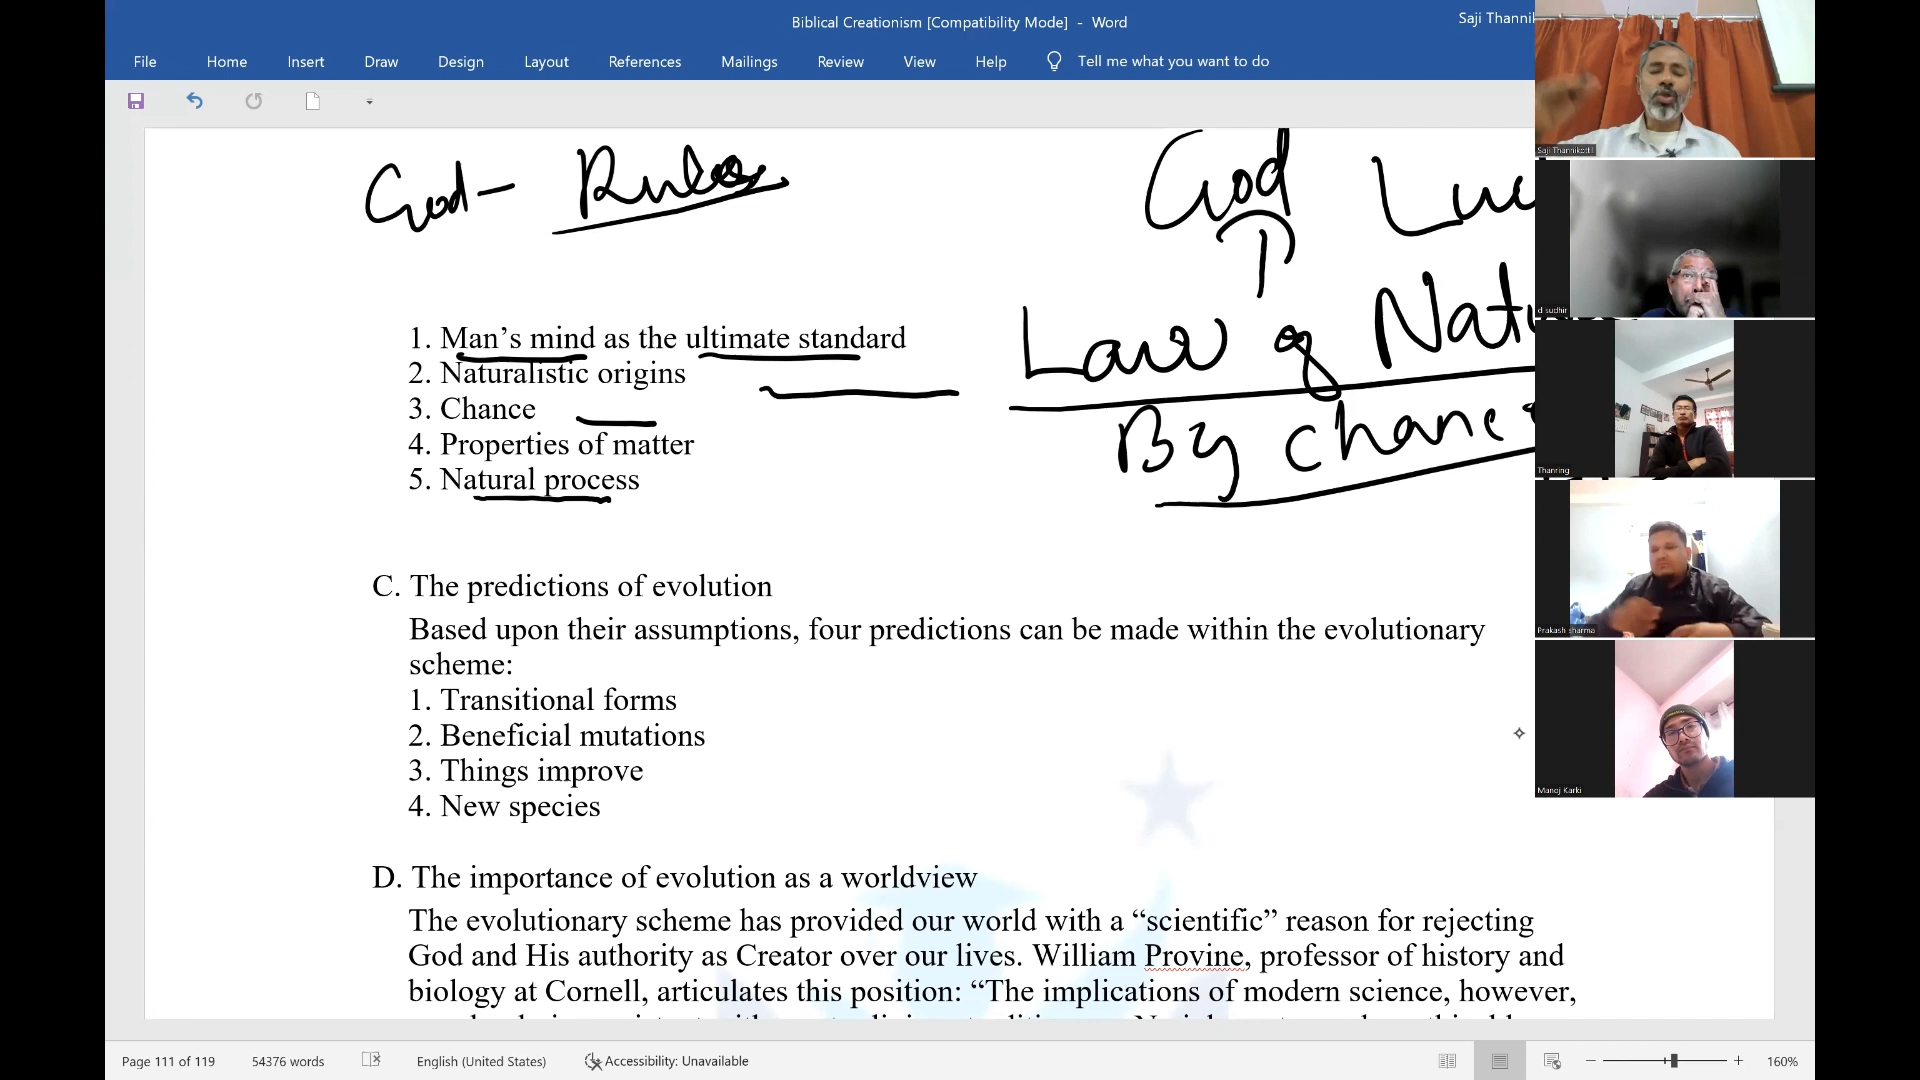 Biblical Creationism [Compatibility Mode] - Word
Saji Thannik
File Home Insert Draw Design Layout References Mailings Review View Help Tell me what you want to do
God – Rules
God Luc
Law of Natu
By chance
1. Man’s mind as the ultimate standard
2. Naturalistic origins
3. Chance
4. Properties of matter
5. Natural process
C. The predictions of evolution
Based upon their assumptions, four predictions can be made within the evolutionary
scheme:
1. Transitional forms
2. Beneficial mutations
3. Things improve
4. New species
D. The importance of evolution as a worldview
The evolutionary scheme has provided our world with a “scientific” reason for rejecting
God and His authority as Creator over our lives. William Provine, professor of history and
biology at Cornell, articulates this position: “The implications of modern science, however,
Saji Thannikottil
d sudhir
Thanring
Prakash sharma
Manoj Karki
Page 111 of 119 54376 words English (United States) Accessibility: Unavailable 160%